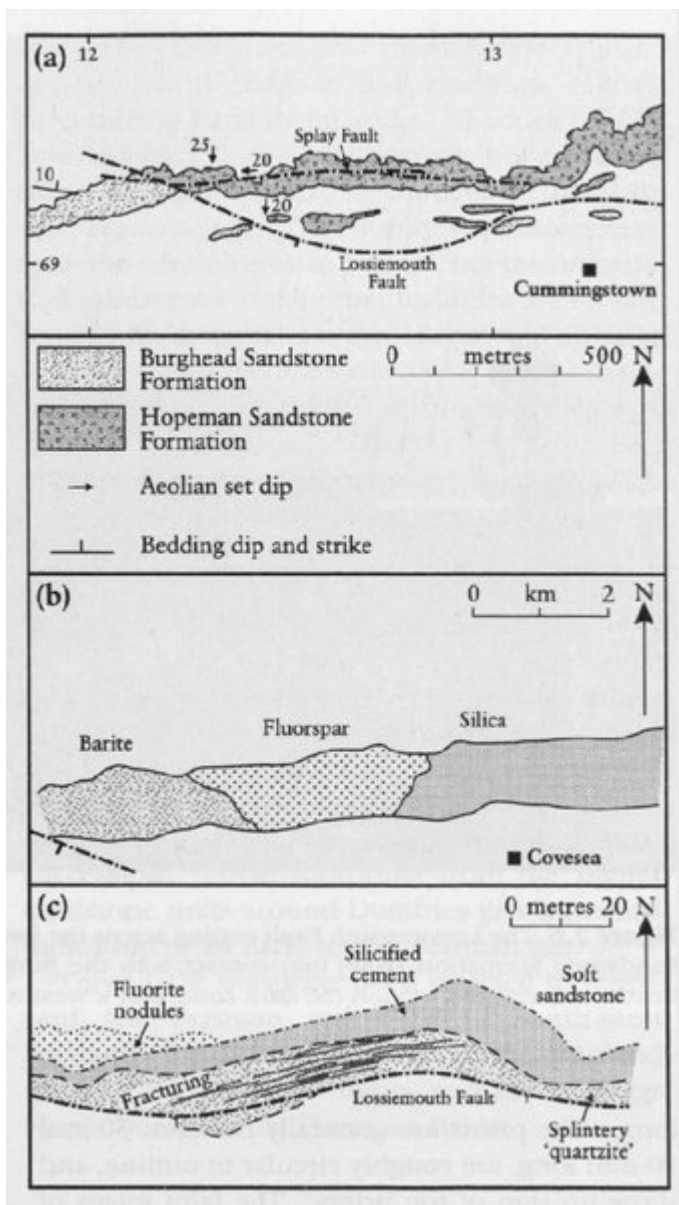 (a)
12
13
Splay Fault
25
20
10
20
69
Lossiemouth
Fault
Cummingstown
Burghead Sandstone
Formation
0 metres 500 N
Hopeman Sandstone
Formation
Aeolian set dip
Bedding dip and strike
(b)
0 km 2 N
Barite
Fluorspar
Silica
Covesea
(c)
0 metres 20 N
Silicified
cement
Soft
sandstone
Fluorite
nodules
Fracturing
Lossiemouth Fault
Splintery
'quartzite'